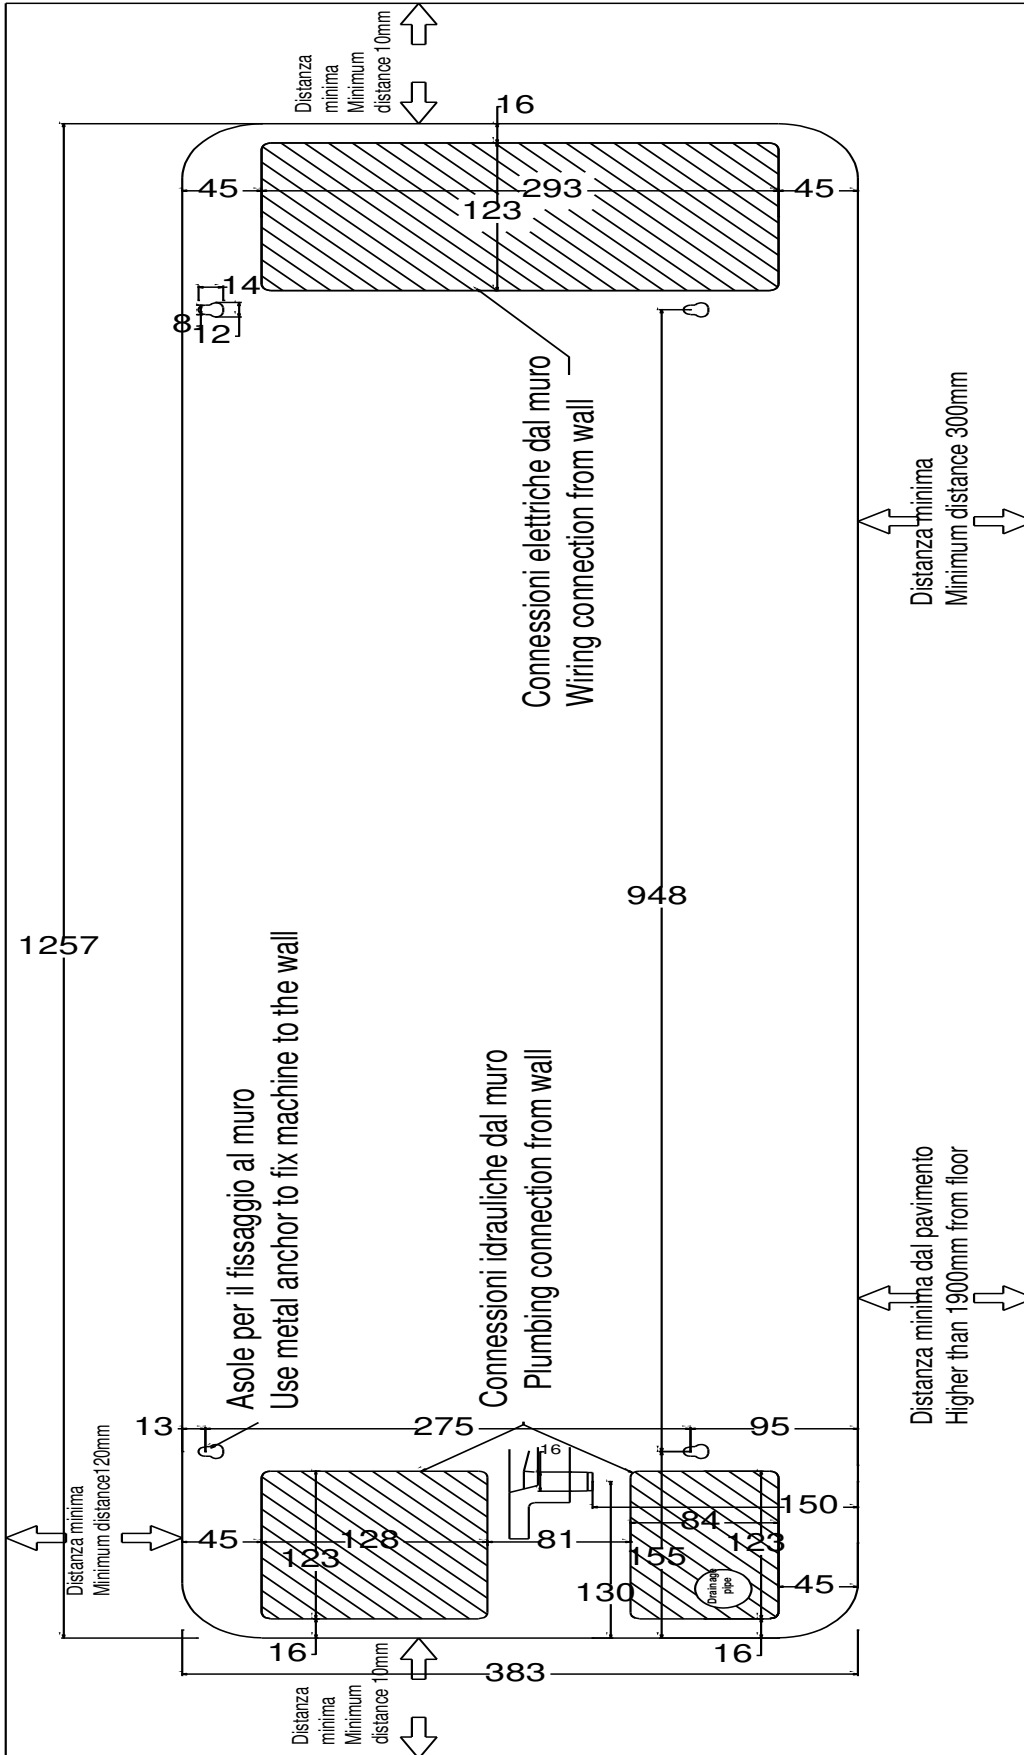 Distanza
minima
Minimum
distance 10mm
16
45
293
45
123
14
8
12
Connessioni elettriche dal muro
Wiring connection from wall
Distanza minima
Minimum distance 300mm
948
1257
Asole per il fissaggio al muro
Use metal anchor to fix machine to the wall
Connessioni idrauliche dal muro
Plumbing connection from wall
Distanza minima dal pavimento
Higher than 1900mm from floor
13
275
95
16
Distanza minima
Minimum distance120mm
150
84
45
128
81
123
155
123
130
Drainage
pipe
45
16
16
383
Distanza
minima
Minimum
distance 10mm